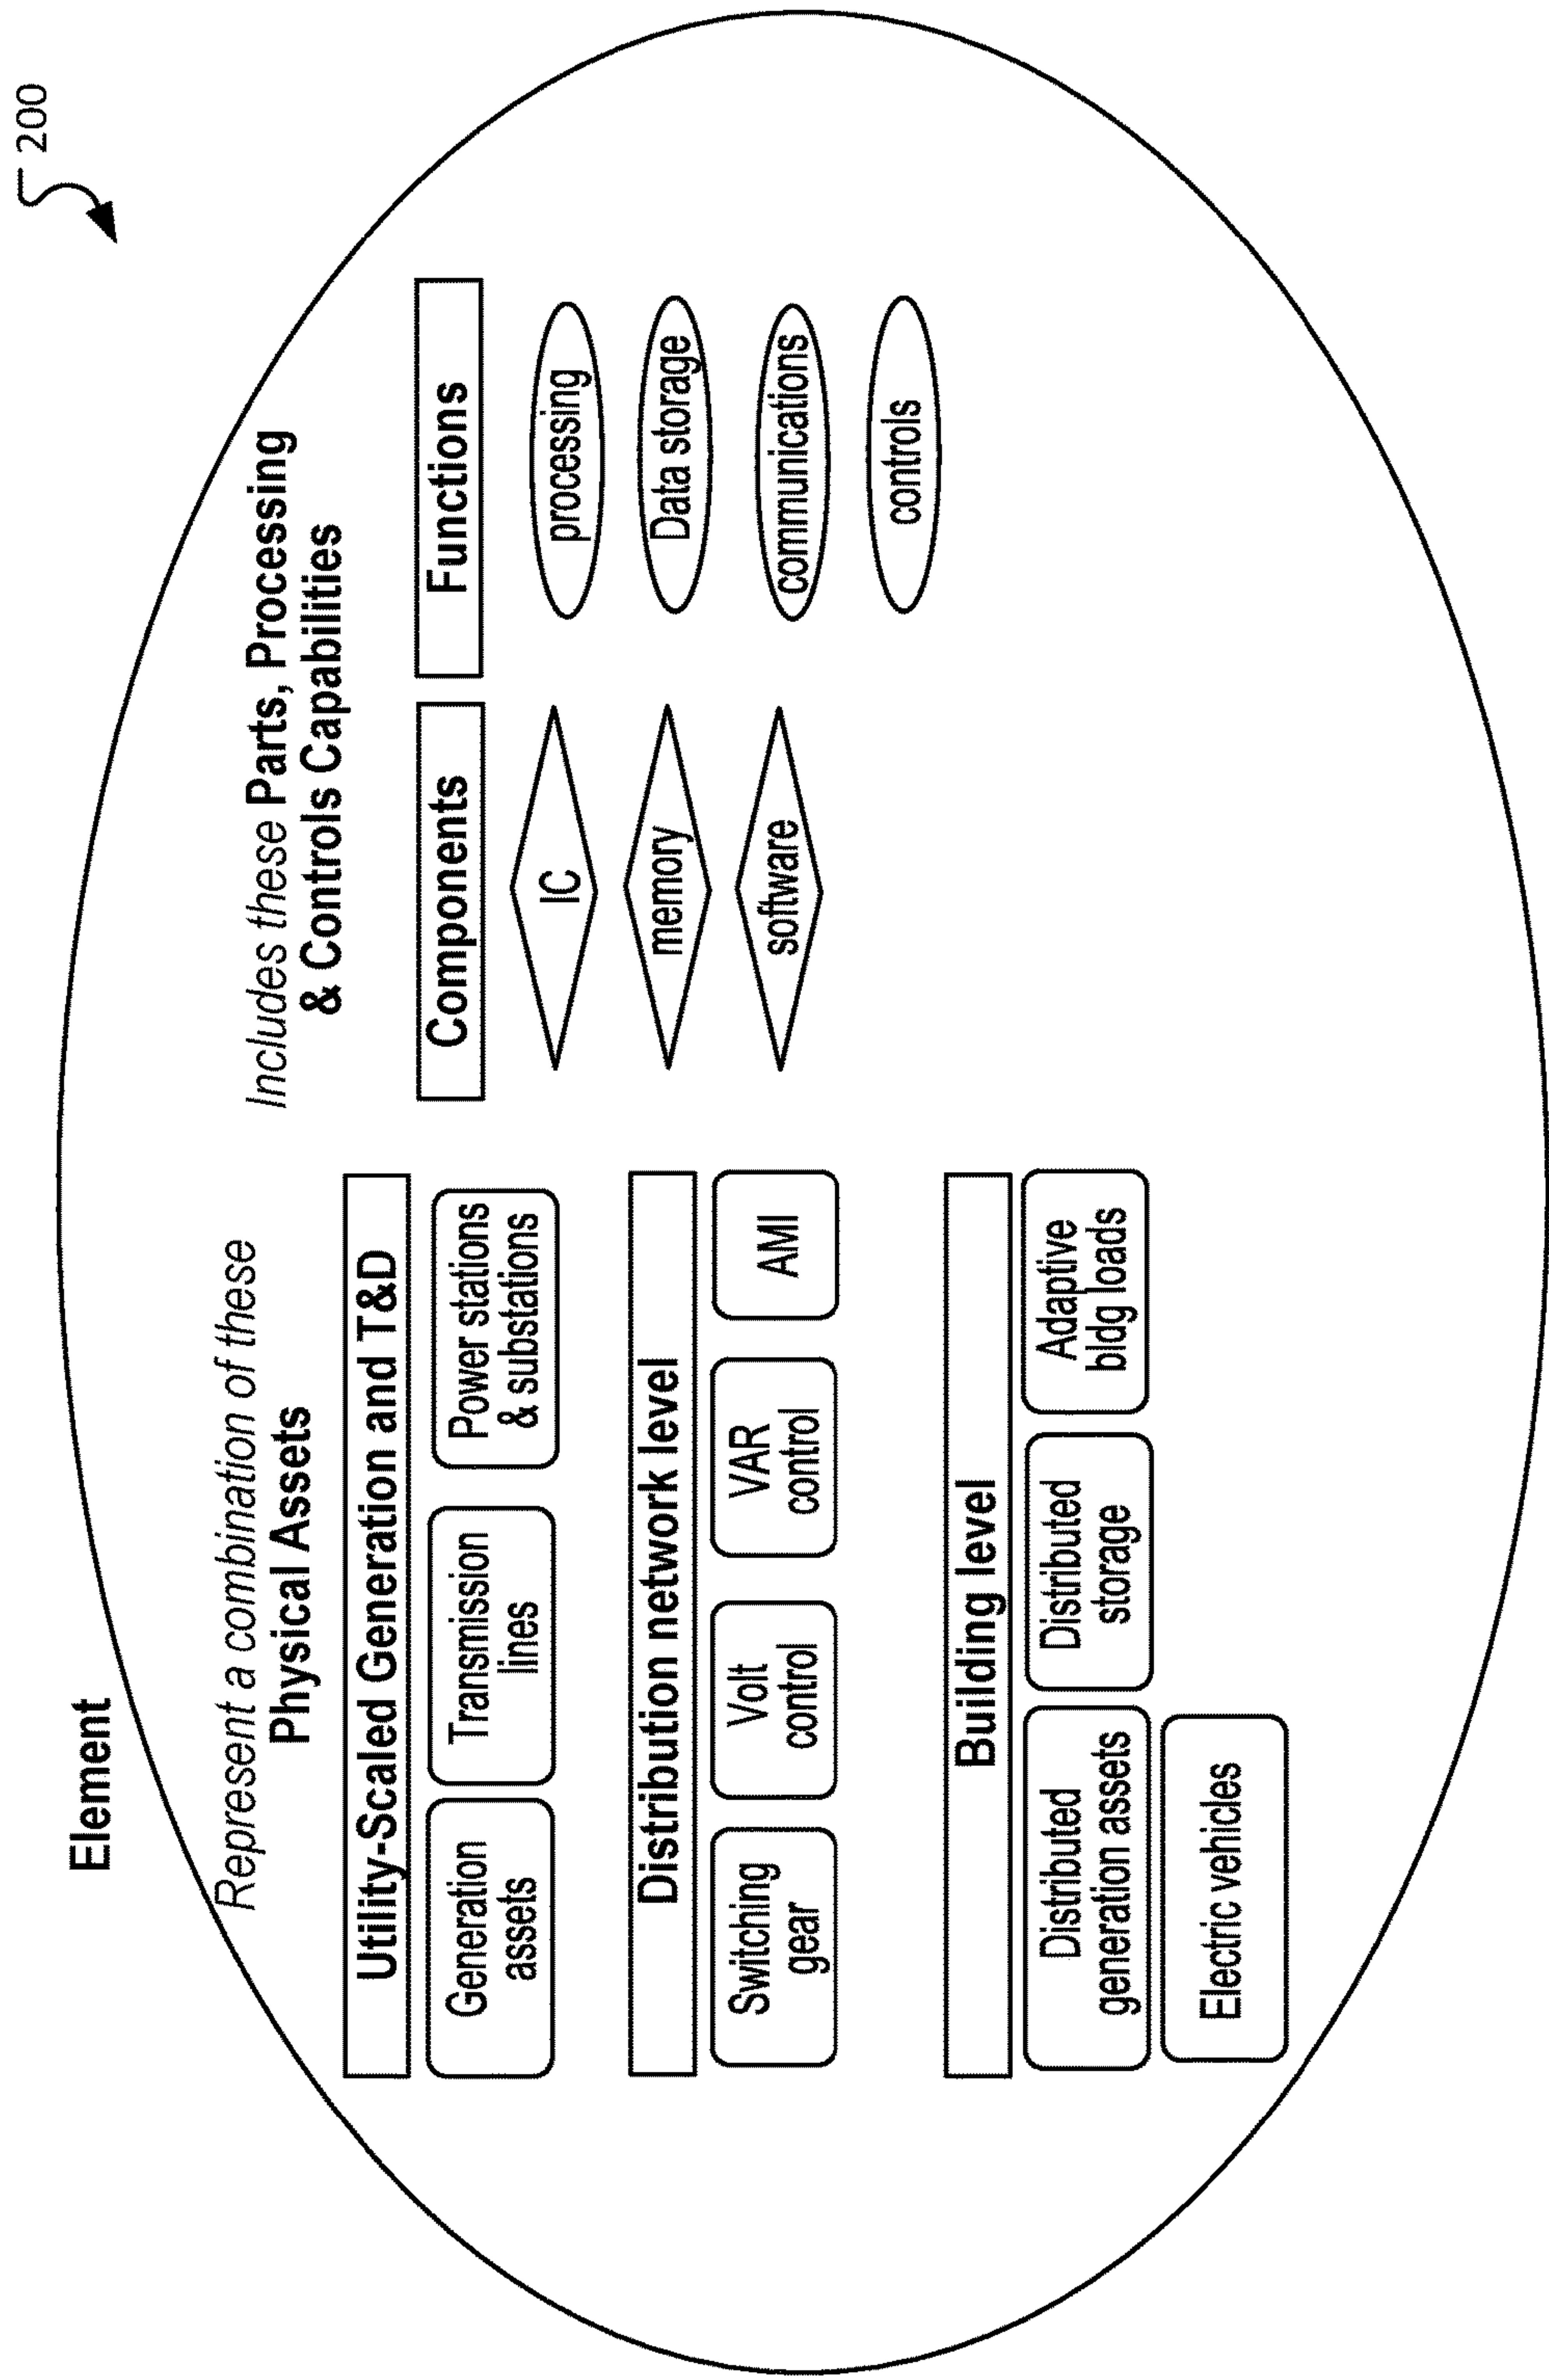 200
Element
Represent a combination of these
Physical Assets
Utility-Scaled Generation and T&D
Generation
assets
Transmission
lines
Power stations
& substations
Distribution network level
Switching
gear
Volt
control
VAR
control
AMI
Building level
Distributed
generation assets
Distributed
storage
Adaptive
bldg loads
Electric vehicles
Includes these Parts, Processing
& Controls Capabilities
Components
IC
memory
software
Functions
processing
Data storage
communications
controls